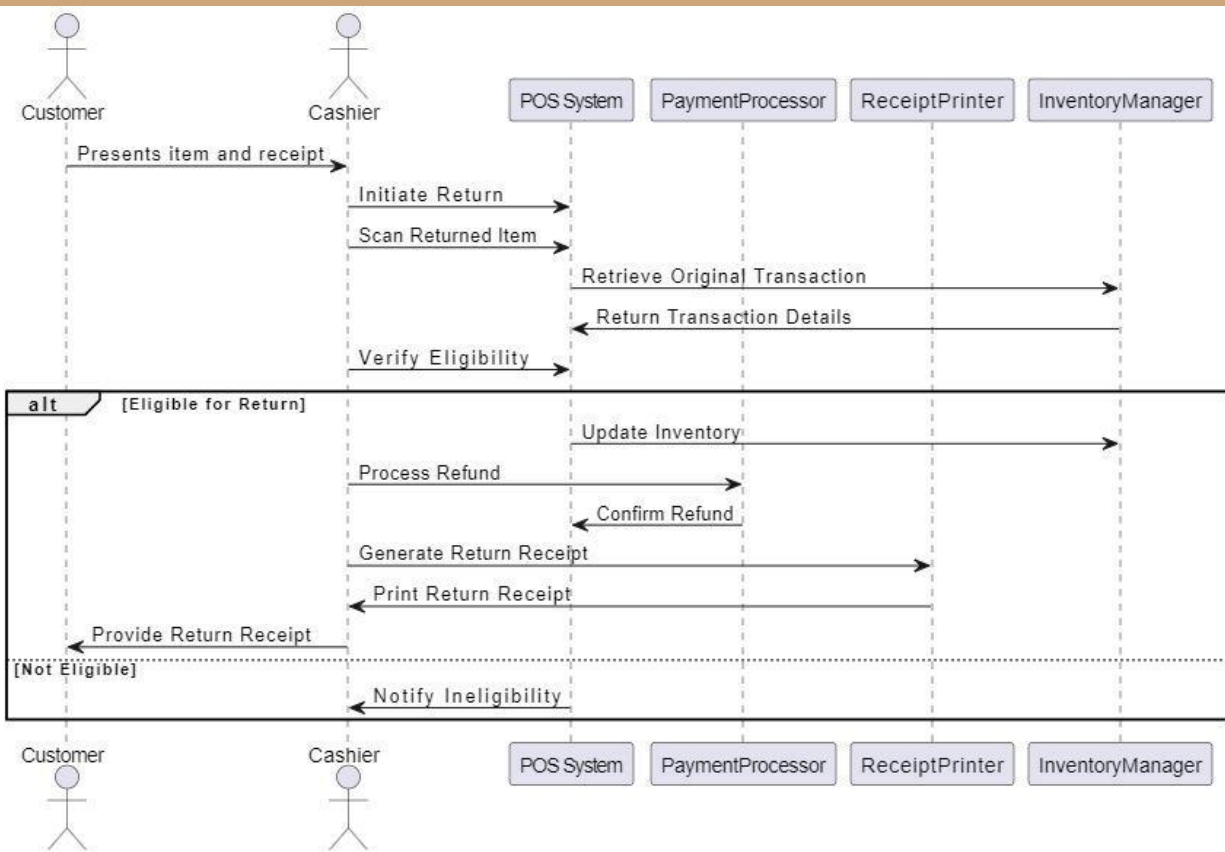 Customer
Cashier
POS System
PaymentProcessor
ReceiptPrinter
InventoryManager
Presents item and receipt
Initiate Return
Scan Returned Item
Retrieve Original Transaction
Return Transaction Details
Verify Eligibility
alt
[Eligible for Return]
Update Inventory
Process Refund
Confirm Refund
Generate Return Receipt
Print Return Receipt
Provide Return Receipt
[Not Eligible]
Notify Ineligibility
Customer
Cashier
POS System
PaymentProcessor
ReceiptPrinter
InventoryManager